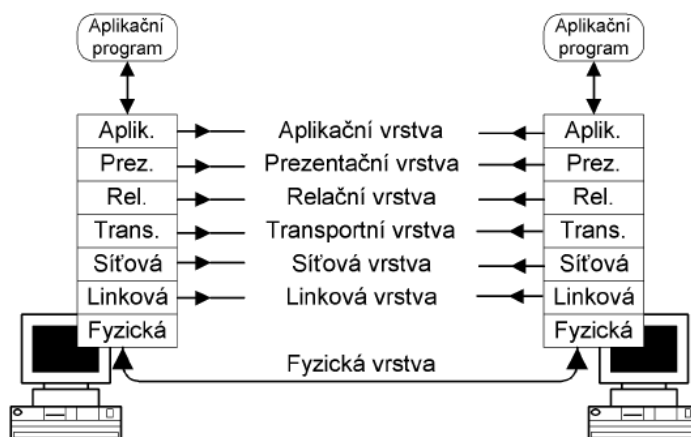 Aplikační
program
Aplikační
program
Aplik. Aplikační vrstva Aplik.
Prez. Prezentační vrstva Prez.
Rel. Relační vrstva Rel.
Trans. Transportní vrstva Trans.
Síťová Síťová vrstva Síťová
Linková Linková vrstva Linková
Fyzická Fyzická
Fyzická vrstva